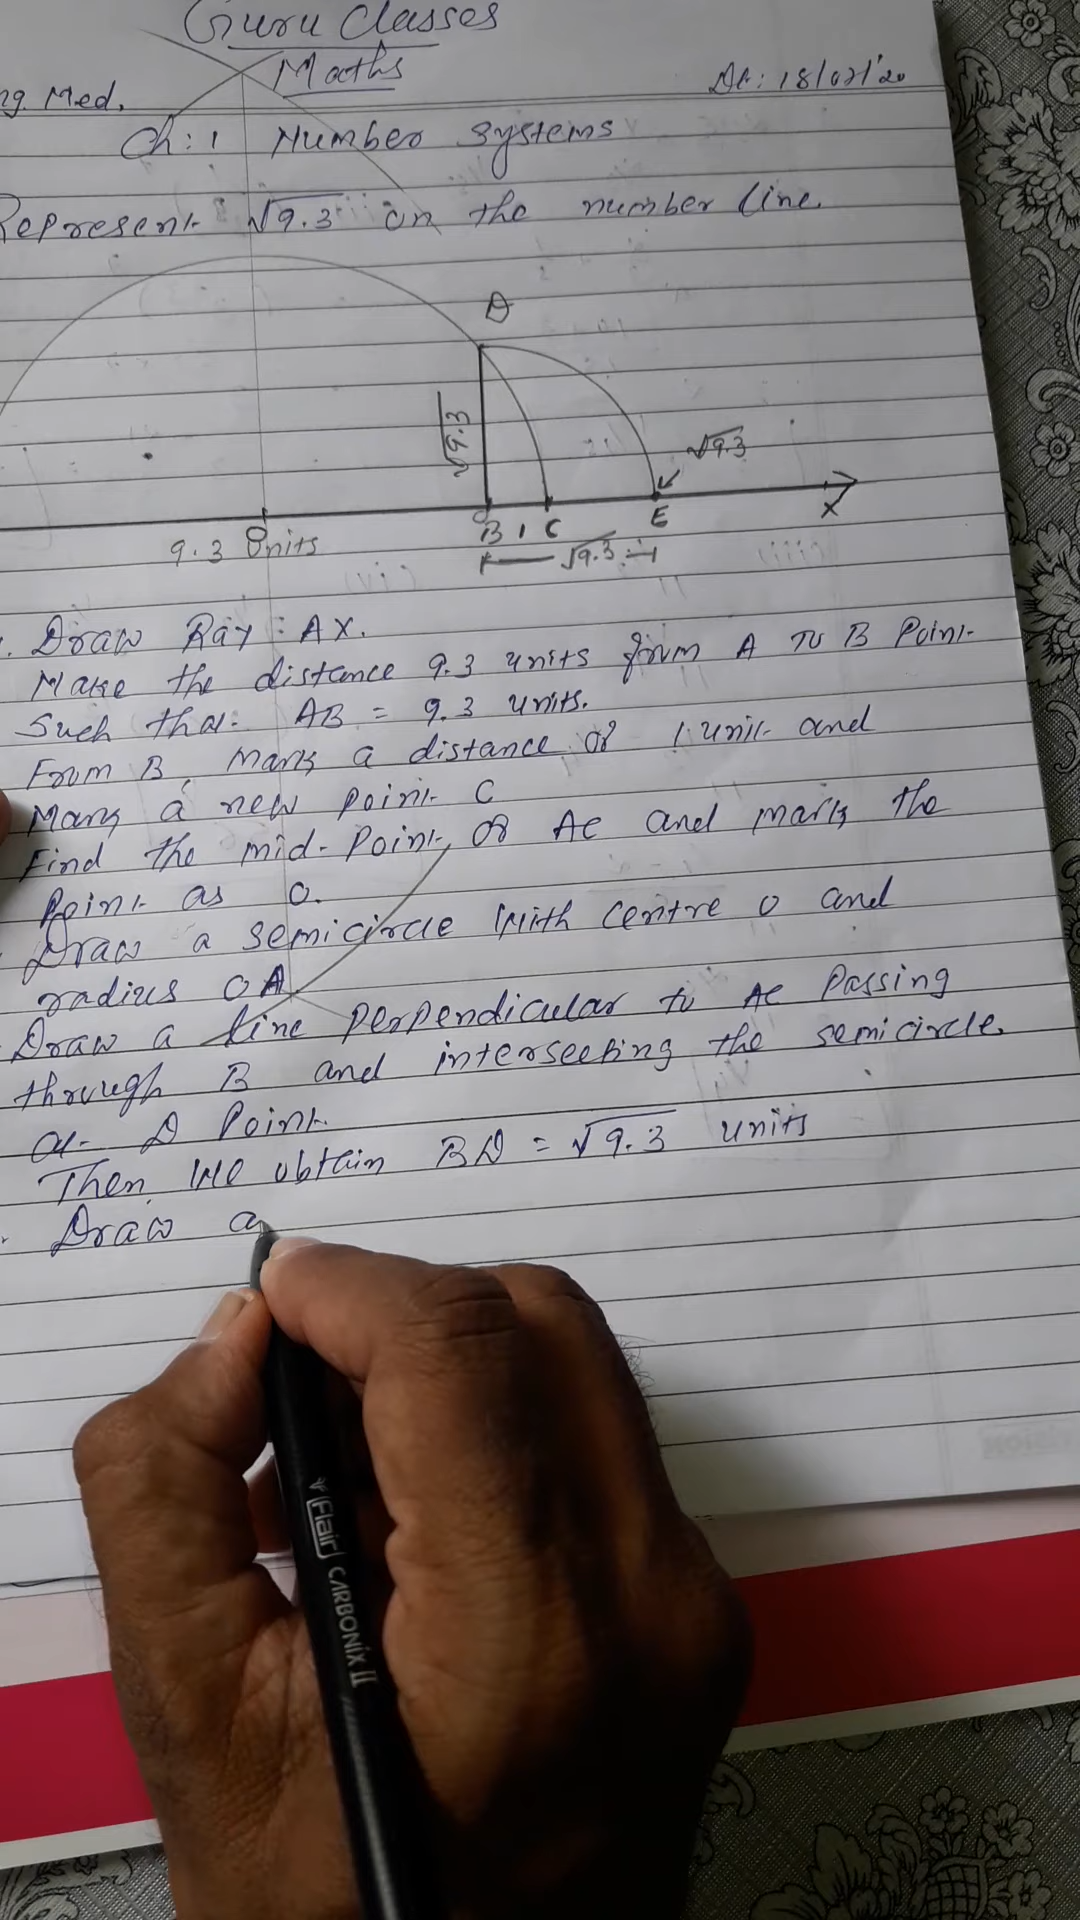 Guru Classes
Maths
ng Med.
Dt: 18/07/20
Ch: 1 Number Systems
Represent √9.3 on the number line.
D
√9.3
√9.3
B 1 C E X
9.3 Units
O
√9.3
. Draw Ray : AX.
Make the distance 9.3 units from A to B Point
Such that AB = 9.3 units.
From B, Mark a distance of 1 unit and
Mark a new point C
Find the mid-Point of AC and mark the
Point as O.
Draw a semicircle with centre O and
radius OA
Draw a line perpendicular to AC Passing
through B and intersecting the semicircle.
at D Point.
Then We obtain BD = √9.3 units
. Draw a
Flair CARBONIX II